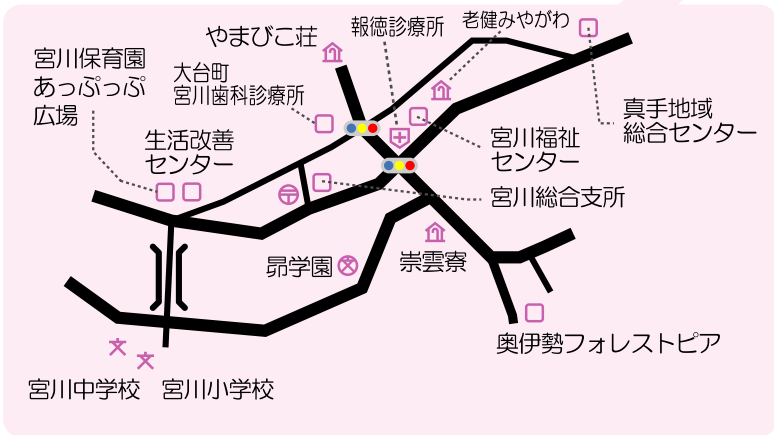 やまびこ荘
報徳診療所
老健みやがわ
宮川保育園
あっぷっぷ
広場
大台町
宮川歯科診療所
真手地域
総合センター
生活改善
センター
宮川福祉
センター
宮川総合支所
昴学園
崇雲寮
奥伊勢フォレストピア
宮川中学校
宮川小学校